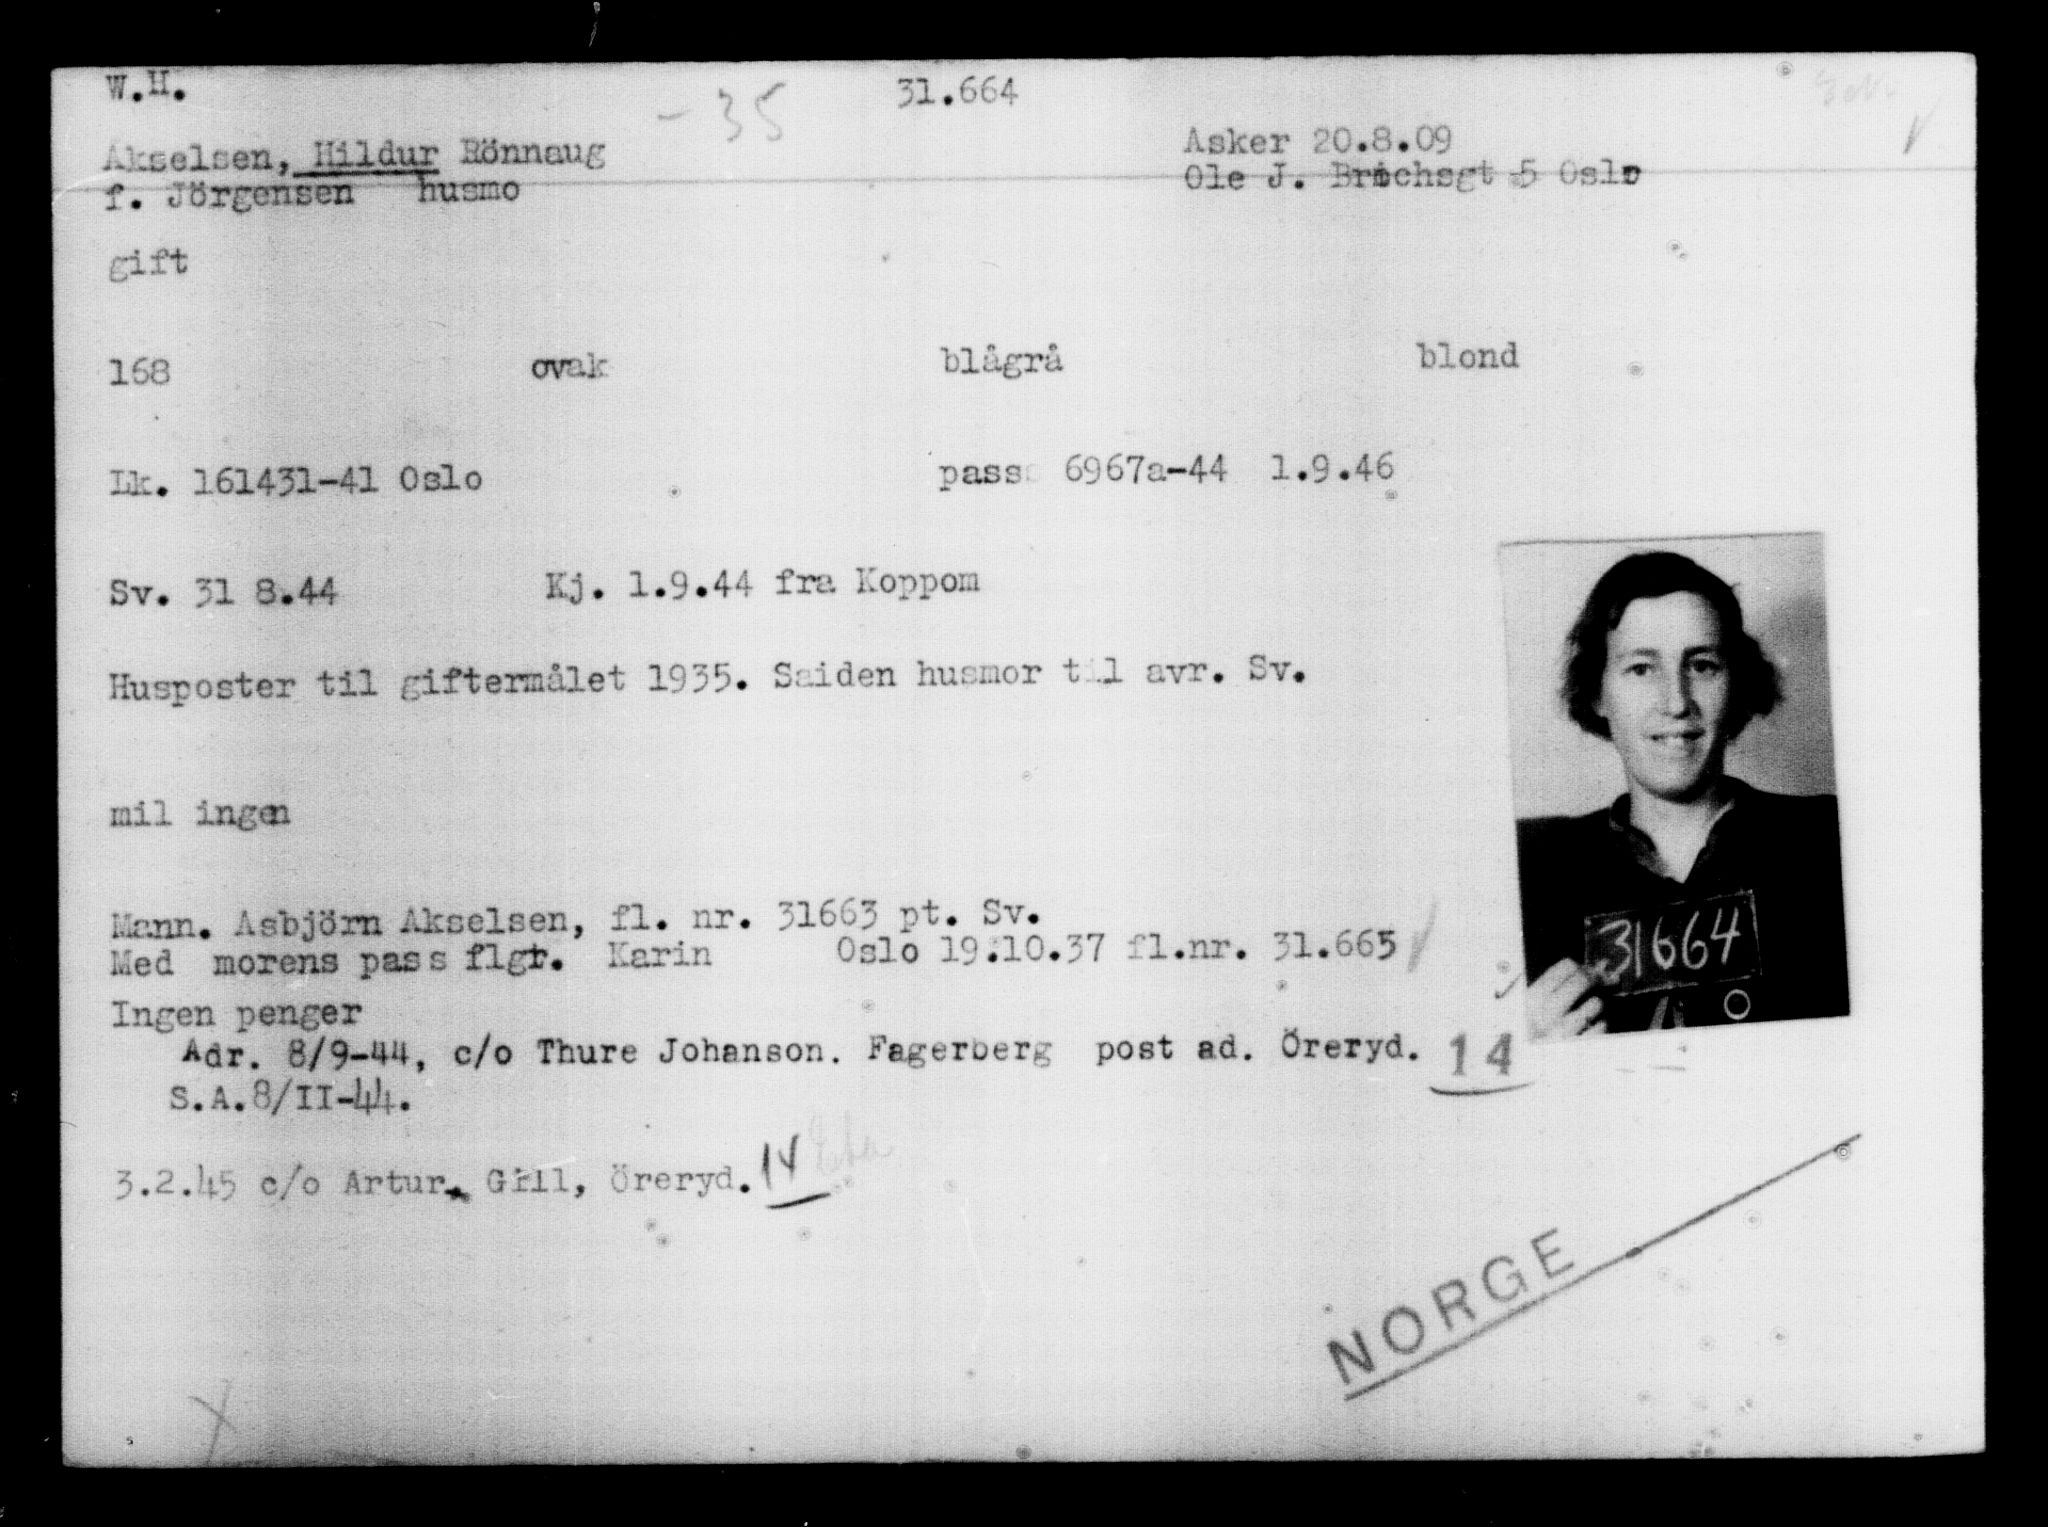 W.H.
- 35
31.664
Akselsen, Hildur Rönnaug
Asker 20.8.09
f. Jörgensen husmo
Ole J. Brochsgt 5 Oslo
gift
168 ovak blågrå blond
Lk. 161431-41 Oslo pass 6967a-44 1.9.46
Sv. 31 8.44 Kj. 1.9.44 fra Koppom
Husposter til giftermålet 1935. Saiden husmor til avr. Sv.
mil ingen
Mann. Asbjörn Akselsen, fl. nr. 31663 pt. Sv.
Med morens pass flgr. Karin Oslo 19.10.37 fl.nr. 31.665
31664
Ingen penger
Adr. 8/9-44, c/o Thure Johanson. Fagerberg post ad. Öreryd. 14
S.A.8/II-44.
3.2.45 c/o Artur Gill, Öreryd. 14
NORGE